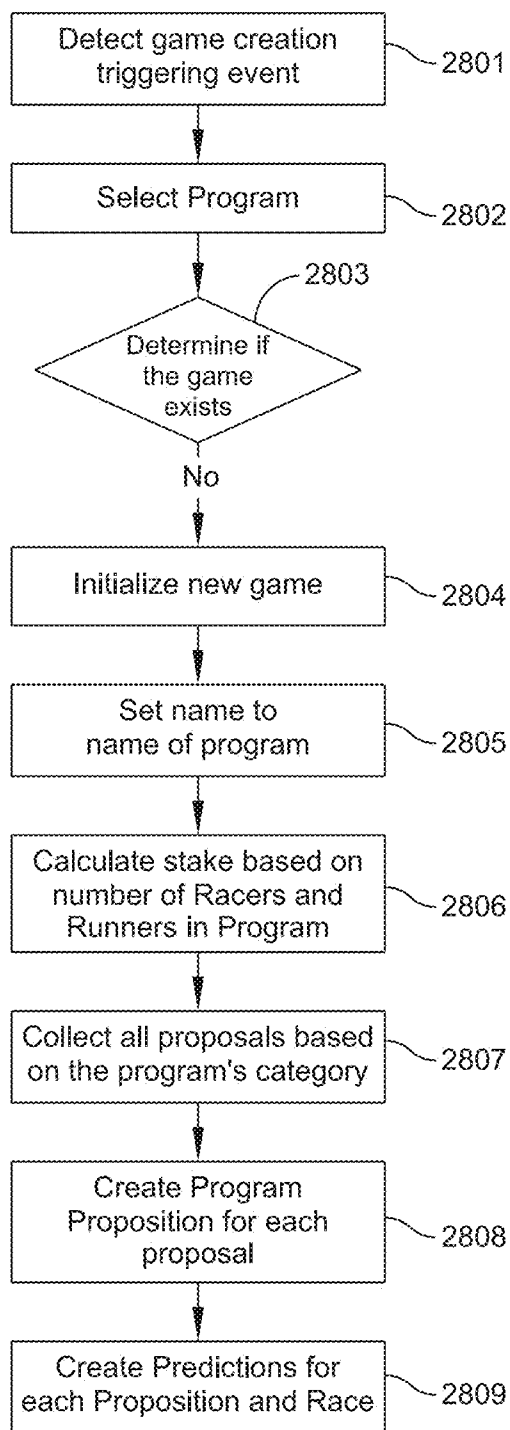 Detect game creation
triggering event
2801
Select Program
2802
2803
Determine if
the game
exists
No
Initialize new game
2804
Set name to
name of program
2805
Calculate stake based on
number of Racers and
Runners in Program
2806
Collect all proposals based
on the program's category
2807
Create Program
Proposition for each
proposal
2808
Create Predictions for
each Proposition and Race
2809